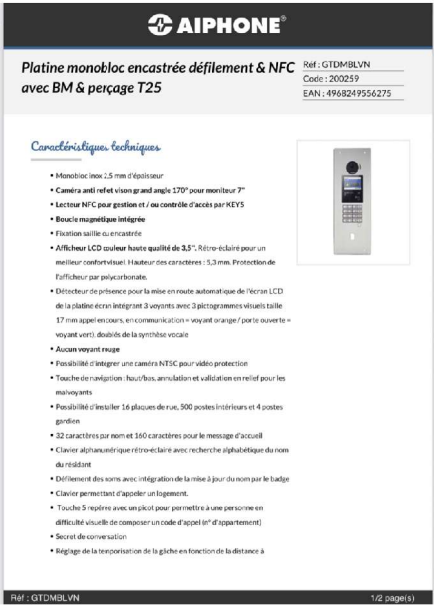 AIPHONE®
Platine monobloc encastrée défilement & NFC
avec BM & perçage T25
Réf : GTDMBLVN
Code : 200259
EAN : 4968249556275
Caractéristiques techniques
• Monobloc inox 2,5 mm d'épaisseur
• Caméra anti reflet vison grand angle 170° pour moniteur 7"
• Lecteur NFC pour gestion et / ou contrôle d'accès par KEY5
• Boucle magnétique intégrée
• Fixation saillie ou encastrée
• Afficheur LCD couleur haute qualité de 3,5". Rétro-éclairé pour un
meilleur confort visuel. Hauteur des caractères : 5,3 mm. Protection de
l'afficheur par polycarbonate.
• Détecteur de présence pour la mise en route automatique de l'écran LCD
de la platine écran intégrant 3 voyants avec 3 pictogrammes visuels taille
17 mm appel en cours, en communication = voyant orange / porte ouverte =
voyant vert), doublés de la synthèse vocale
• Aucun voyant rouge
• Possibilité d'intégrer une caméra NTSC pour vidéo protection
• Touche de navigation : haut/bas, annulation et validation en relief pour les
malvoyants
• Possibilité d'installer 16 plaques de rue, 500 postes intérieurs et 4 postes
gardien
• 32 caractères par nom et 160 caractères pour le message d'accueil
• Clavier alphanumérique rétro-éclairé avec recherche alphabétique du nom
du résidant
• Défilement des noms avec intégration de la mise à jour du nom par le badge
• Clavier permettant d'appeler un logement.
• Touche 5 repérée avec un picot pour permettre à une personne en
difficulté visuelle de composer un code d'appel (n° d'appartement)
• Secret de conversation
• Réglage de la temporisation de la gâche en fonction de la distance à
Réf : GTDMBLVN
1/2 page(s)